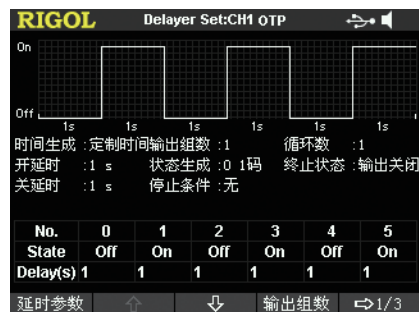 RIGOL Delayer Set:CH1 OTP
On
Off
1s 1s 1s 1s 1s 1s
时间生成 :定制时间 输出组数 :1 循环数 :1
开延时 :1 s 状态生成 :0 1码 终止状态 :输出关闭
关延时 :1 s 停止条件 :无
No. 0 1 2 3 4 5
State Off On Off On Off On
Delay(s) 1 1 1 1 1 1
延时参数 输出组数 1/3